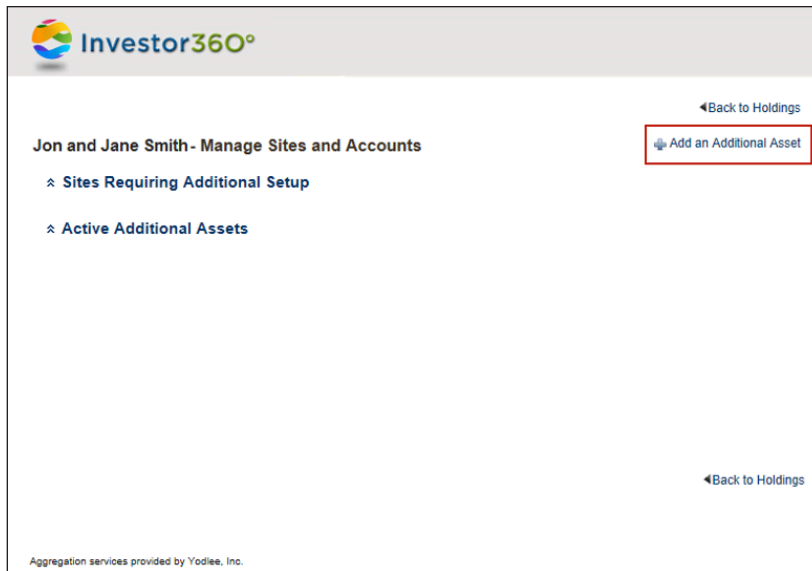 Investor360°
Back to Holdings
Add an Additional Asset
Jon and Jane Smith - Manage Sites and Accounts
Sites Requiring Additional Setup
Active Additional Assets
Back to Holdings
Aggregation services provided by Yodlee, Inc.